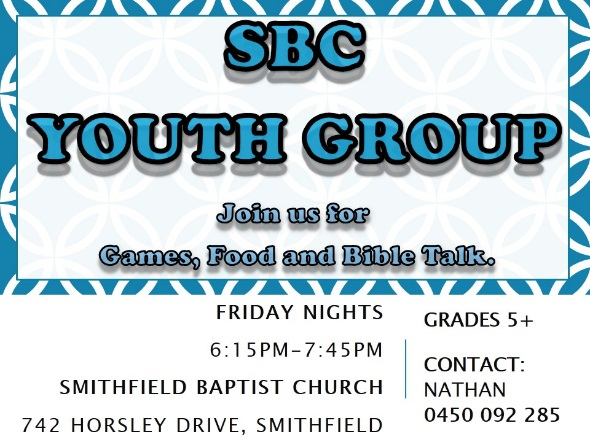 SBC
YOUTH GROUP
Join us for
Games, Food and Bible Talk.
FRIDAY NIGHTS
6:15PM–7:45PM
SMITHFIELD BAPTIST CHURCH
742 HORSLEY DRIVE, SMITHFIELD
GRADES 5+
CONTACT:
NATHAN
0450 092 285